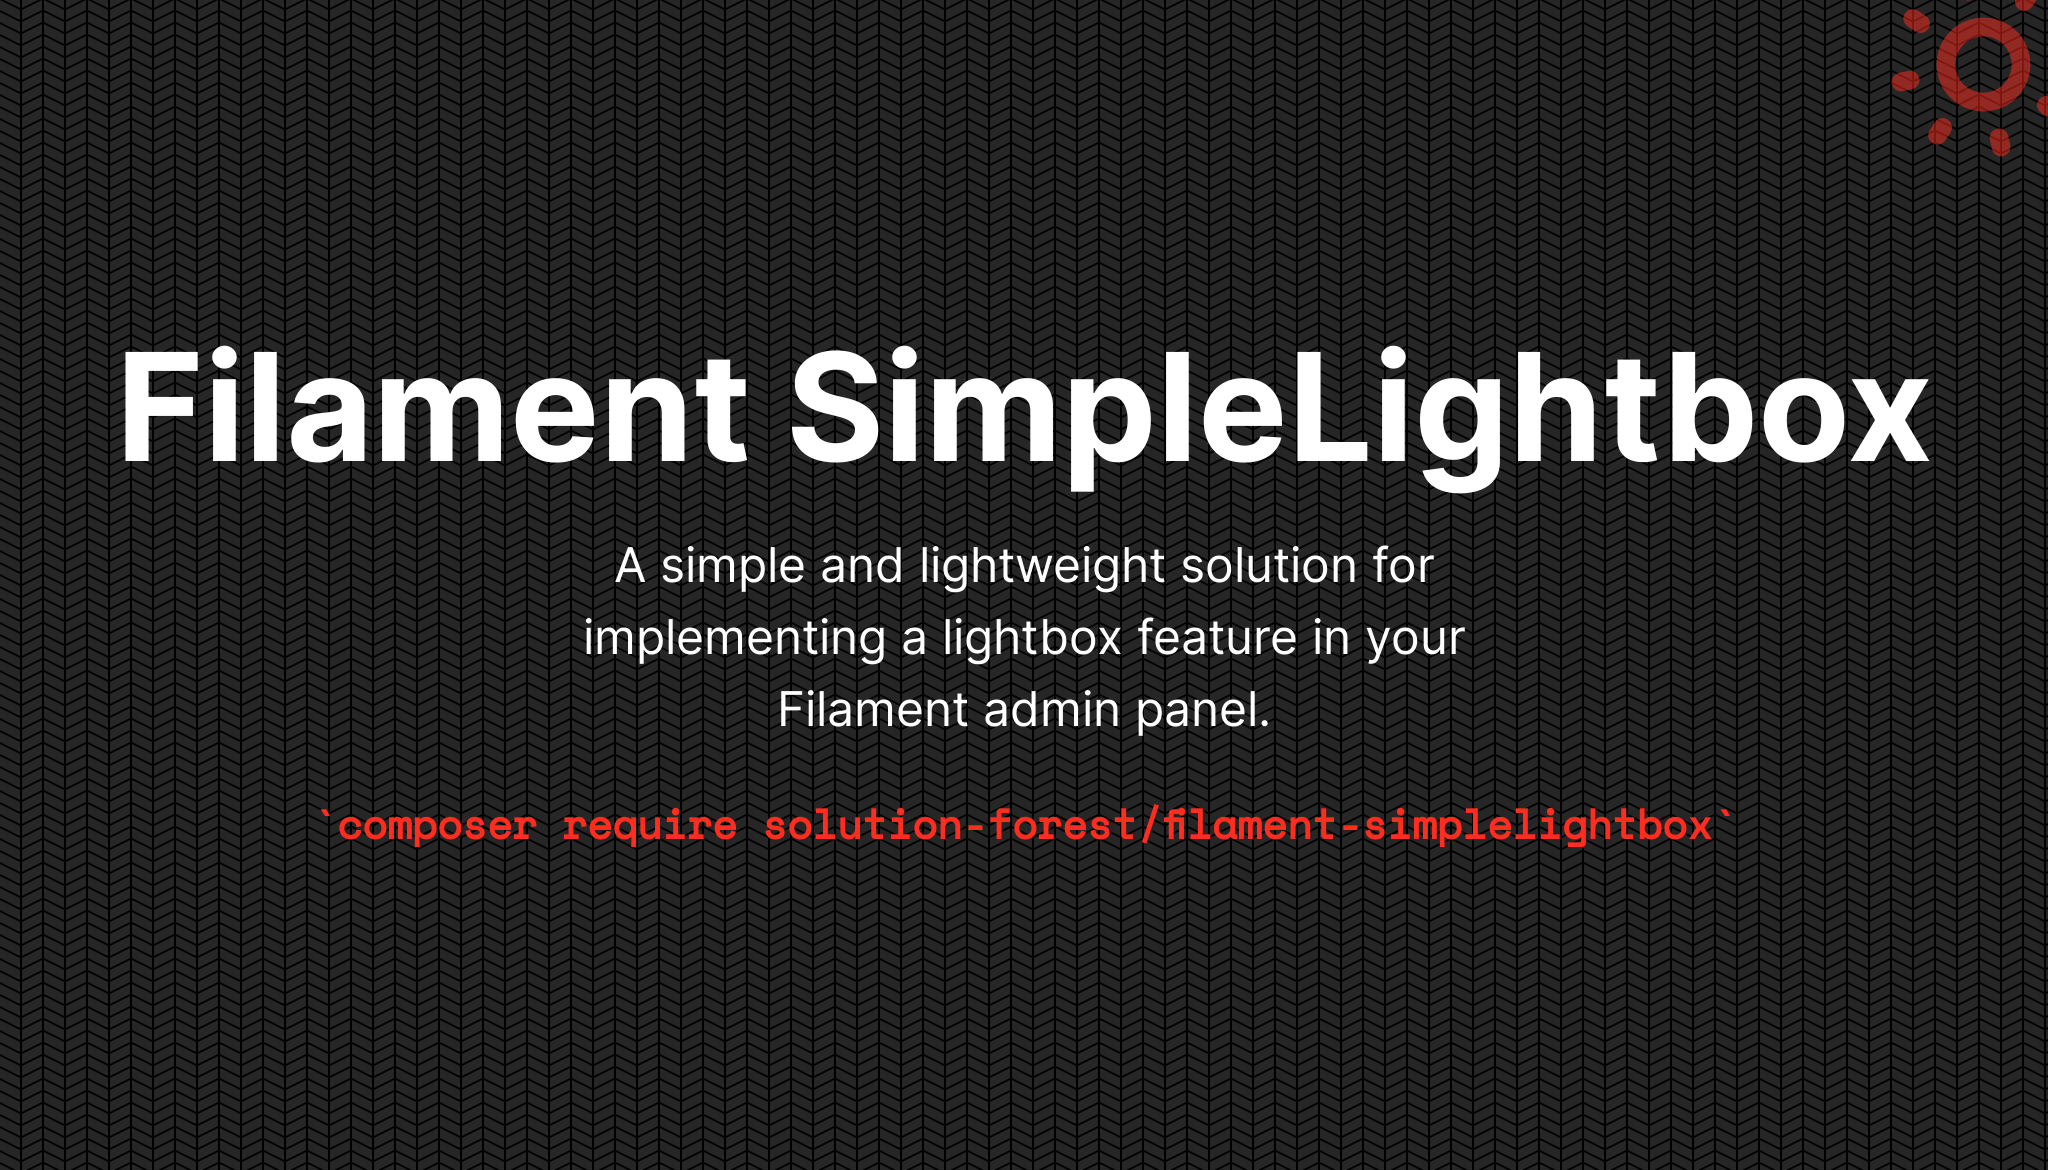 Filament SimpleLightbox
A simple and lightweight solution for
implementing a lightbox feature in your
Filament admin panel.
`composer require solution-forest/filament-simplelightbox`